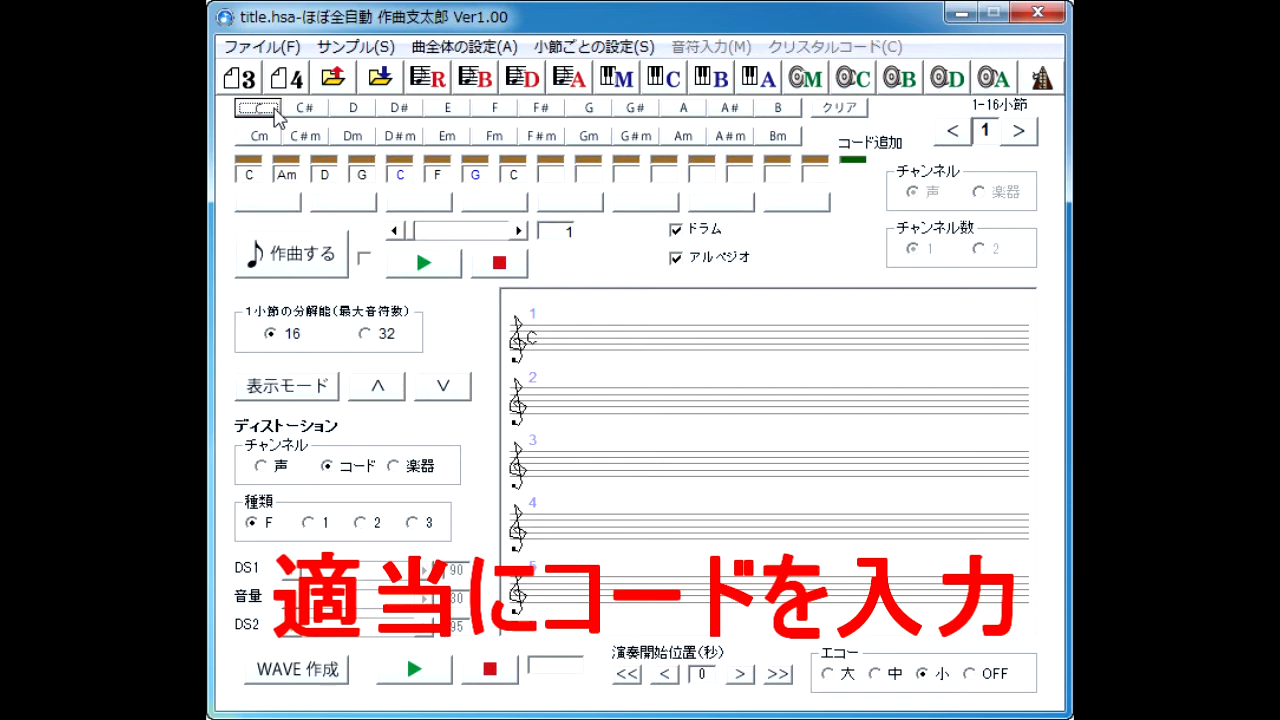 title.hsa-ほぼ全自動 作曲支太郎 Ver1.00
ファイル(F) サンプル(S) 曲全体の設定(A) 小節ごとの設定(S) 音符入力(M) クリスタルコード(C)
3 4 R B D A M C B A M C B D A
C C# D D# E F F# G G# A A# B クリア
1-16小節
Cm C#m Dm D#m Em Fm F#m Gm G#m Am A#m Bm
コード追加
< 1 >
C Am D G C F G C
チャンネル
声 楽器
1
ドラム
アルペジオ
チャンネル数
1 2
作曲する
1小節の分解能(最大音符数)
16 32
表示モード ∧ ∨
ディストーション
チャンネル
声 コード 楽器
種類
F 1 2 3
1
C
2
3
4
5
DS1 90
音量 30
DS2 95
適当にコードを入力
WAVE 作成
演奏開始位置(秒)
<< < 0 > >>
エコー
大 中 小 OFF